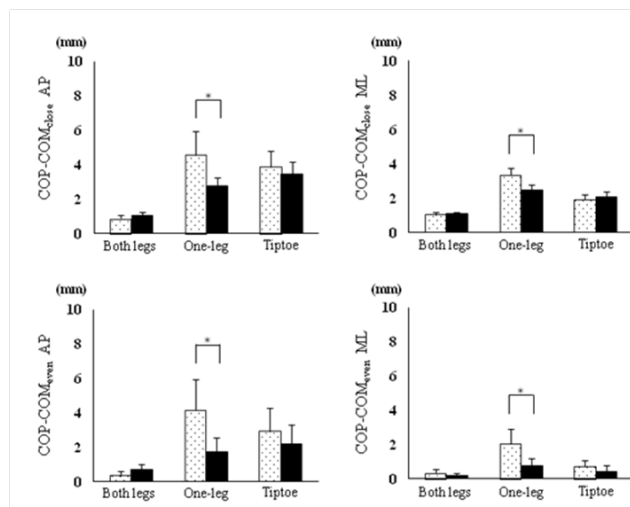 (mm)
COP-COMclose AP
10
8
6
4
2
0
*
Both legs One-leg Tiptoe
(mm)
COP-COMclose ML
10
8
6
4
2
0
*
Both legs One-leg Tiptoe
(mm)
COP-COMeven AP
10
8
6
4
2
0
*
Both legs One-leg Tiptoe
(mm)
COP-COMeven ML
10
8
6
4
2
0
*
Both legs One-leg Tiptoe